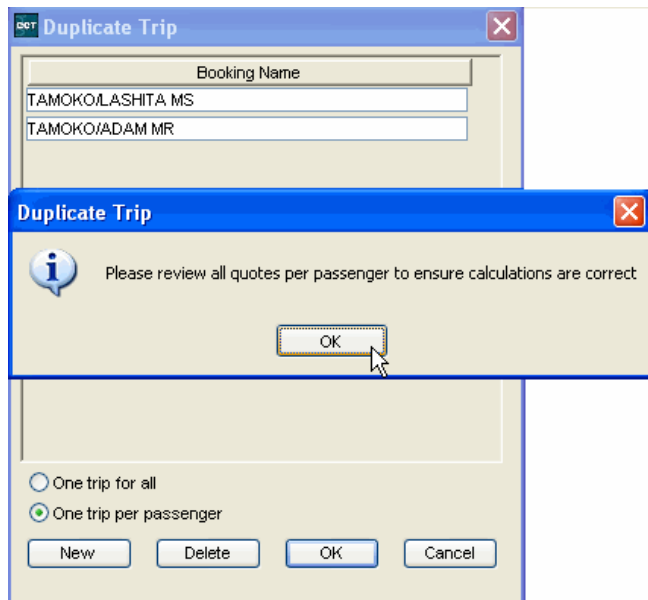 Duplicate Trip
Booking Name
TAMOKO/LASHITA MS
TAMOKO/ADAM MR
Duplicate Trip
Please review all quotes per passenger to ensure calculations are correct
OK
One trip for all
One trip per passenger
New Delete OK Cancel